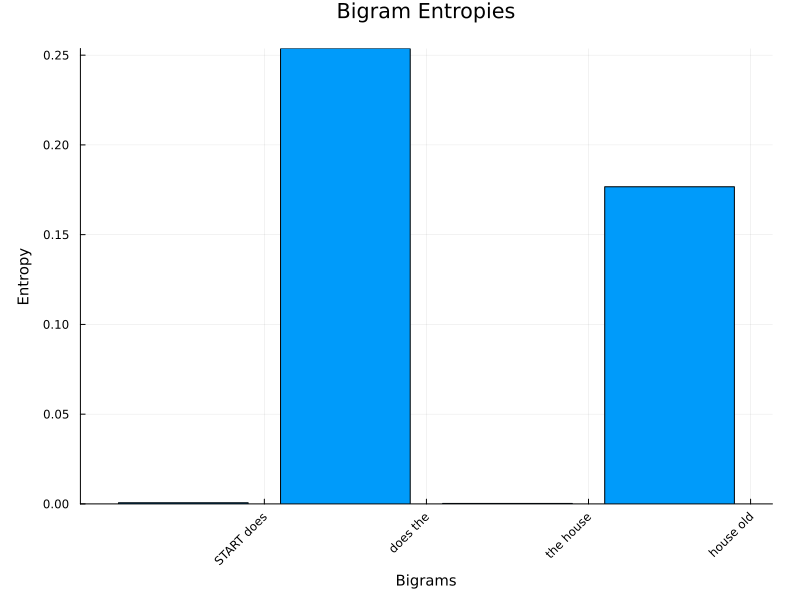 Bigram Entropies
Entropy
0.25
0.20
0.15
0.10
0.05
0.00
START does
does the
the house
house old
Bigrams